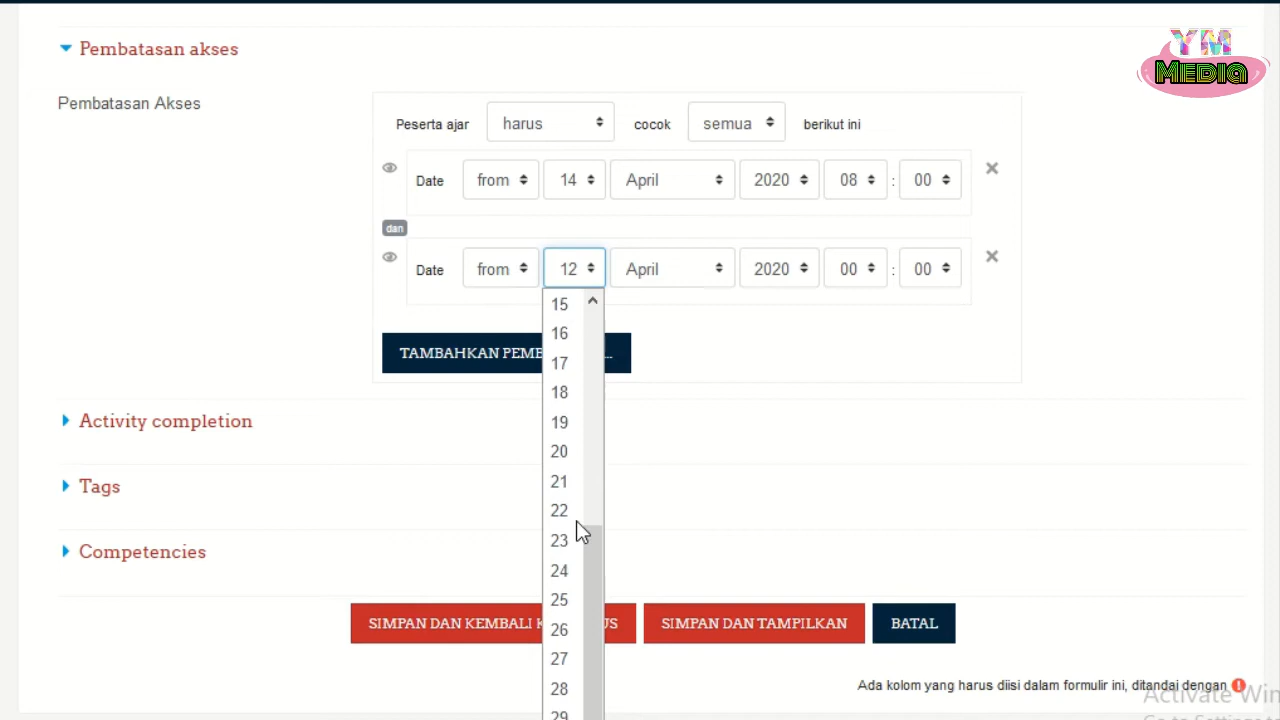 YM
MEDIA
Pembatasan akses
Pembatasan Akses
Peserta ajar harus cocok semua berikut ini
Date from 14 April 2020 08 : 00
dan
Date from 12 April 2020 00 : 00
15
16
17
18
19
20
21
22
23
24
25
26
27
28
29
TAMBAHKAN PEMB ...
Activity completion
Tags
Competencies
SIMPAN DAN KEMBALI K US
SIMPAN DAN TAMPILKAN
BATAL
Ada kolom yang harus diisi dalam formulir ini, ditandai dengan
Activate Win